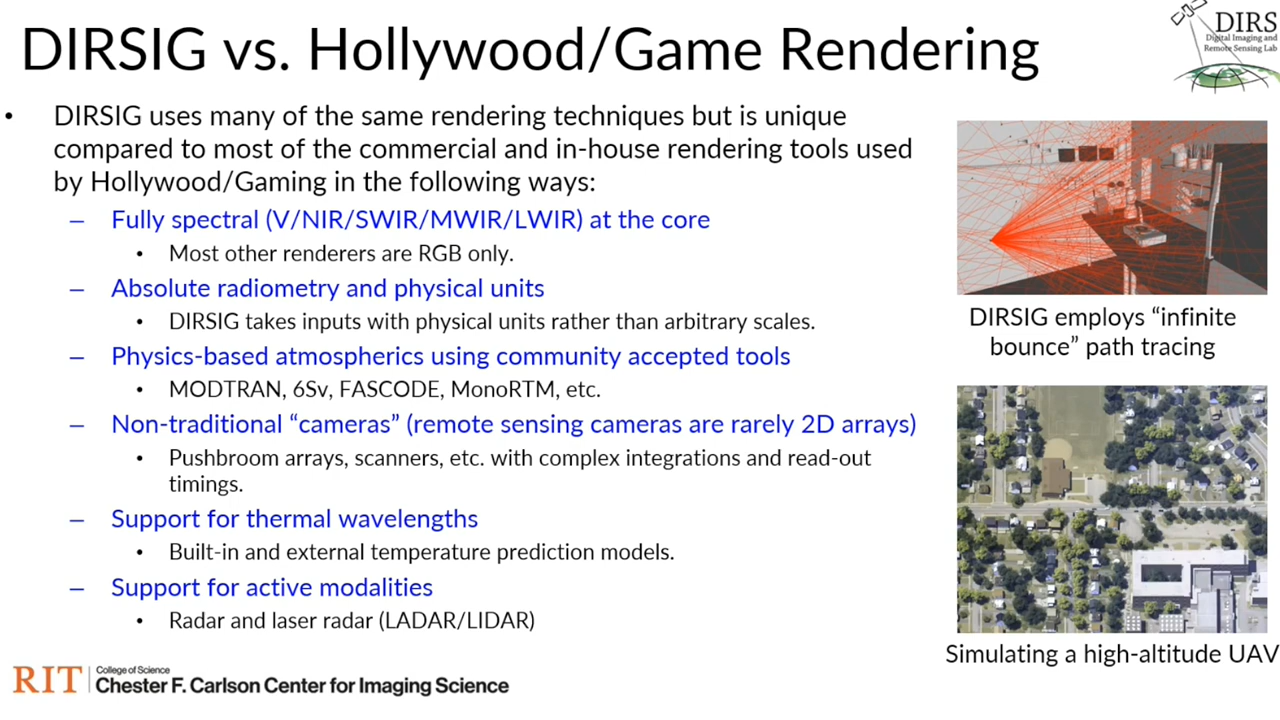 DIRSIG vs. Hollywood/Game Rendering
DIRS
Digital Imaging and
Remote Sensing Lab
• DIRSIG uses many of the same rendering techniques but is unique
compared to most of the commercial and in-house rendering tools used
by Hollywood/Gaming in the following ways:
– Fully spectral (V/NIR/SWIR/MWIR/LWIR) at the core
• Most other renderers are RGB only.
– Absolute radiometry and physical units
• DIRSIG takes inputs with physical units rather than arbitrary scales.
– Physics-based atmospherics using community accepted tools
• MODTRAN, 6Sv, FASCODE, MonoRTM, etc.
– Non-traditional “cameras” (remote sensing cameras are rarely 2D arrays)
• Pushbroom arrays, scanners, etc. with complex integrations and read-out
timings.
– Support for thermal wavelengths
• Built-in and external temperature prediction models.
– Support for active modalities
• Radar and laser radar (LADAR/LIDAR)
DIRSIG employs “infinite
bounce” path tracing
Simulating a high-altitude UAV
RIT
College of Science
Chester F. Carlson Center for Imaging Science